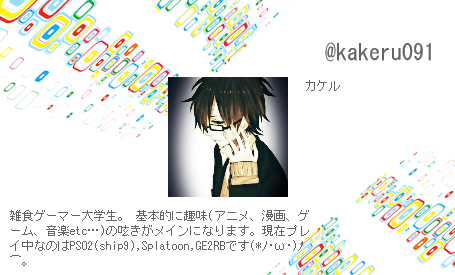 @kakeru091
カケル
雑食ゲーマー大学生。 基本的に趣味(アニメ、漫画、ゲ
ーム、音楽etc…)の呟きがメインになります。現在プレ
イ中なのはPSO2(ship9),Splatoon,GE2RBです(*ﾉ･ω･)ﾉ
⌒。